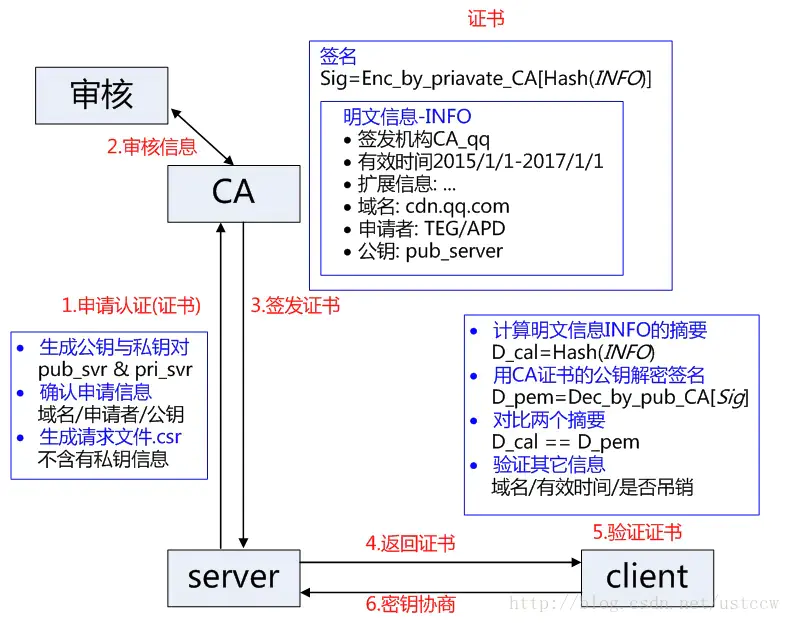 证书
签名
Sig=Enc_by_priavate_CA[Hash(INFO)]
明文信息-INFO
• 签发机构CA_qq
• 有效时间2015/1/1-2017/1/1
• 扩展信息: ...
• 域名: cdn.qq.com
• 申请者: TEG/APD
• 公钥: pub_server
审核
2.审核信息
CA
1.申请认证(证书)
3.签发证书
• 生成公钥与私钥对
pub_svr & pri_svr
• 确认申请信息
域名/申请者/公钥
• 生成请求文件.csr
不含有私钥信息
• 计算明文信息INFO的摘要
D_cal=Hash(INFO)
• 用CA证书的公钥解密签名
D_pem=Dec_by_pub_CA[Sig]
• 对比两个摘要
D_cal == D_pem
• 验证其它信息
域名/有效时间/是否吊销
5.验证证书
4.返回证书
server
client
6.密钥协商
http://blog.csdn.net/ustccw